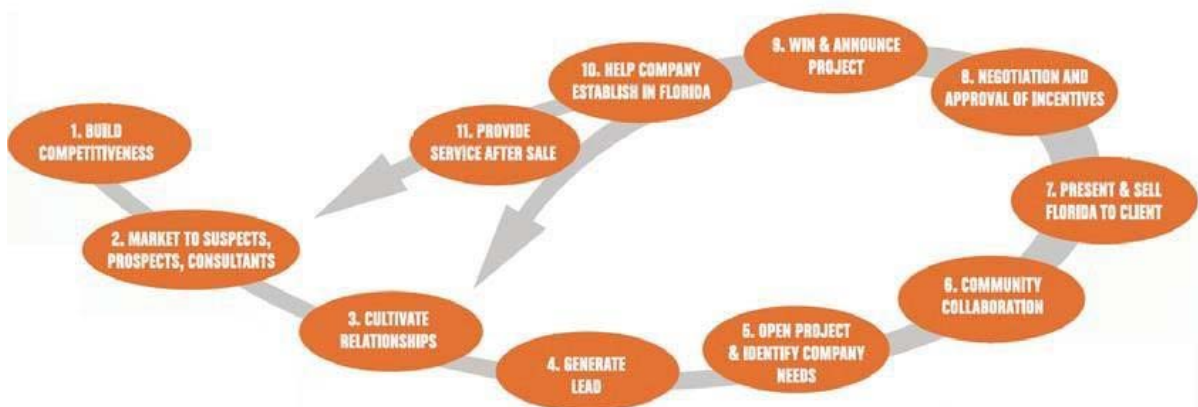 1. BUILD
COMPETITIVENESS
2. MARKET TO SUSPECTS,
PROSPECTS, CONSULTANTS
3. CULTIVATE
RELATIONSHIPS
4. GENERATE
LEAD
5. OPEN PROJECT
& IDENTIFY COMPANY
NEEDS
6. COMMUNITY
COLLABORATION
7. PRESENT & SELL
FLORIDA TO CLIENT
8. NEGOTIATION AND
APPROVAL OF INCENTIVES
9. WIN & ANNOUNCE
PROJECT
10. HELP COMPANY
ESTABLISH IN FLORIDA
11. PROVIDE
SERVICE AFTER SALE